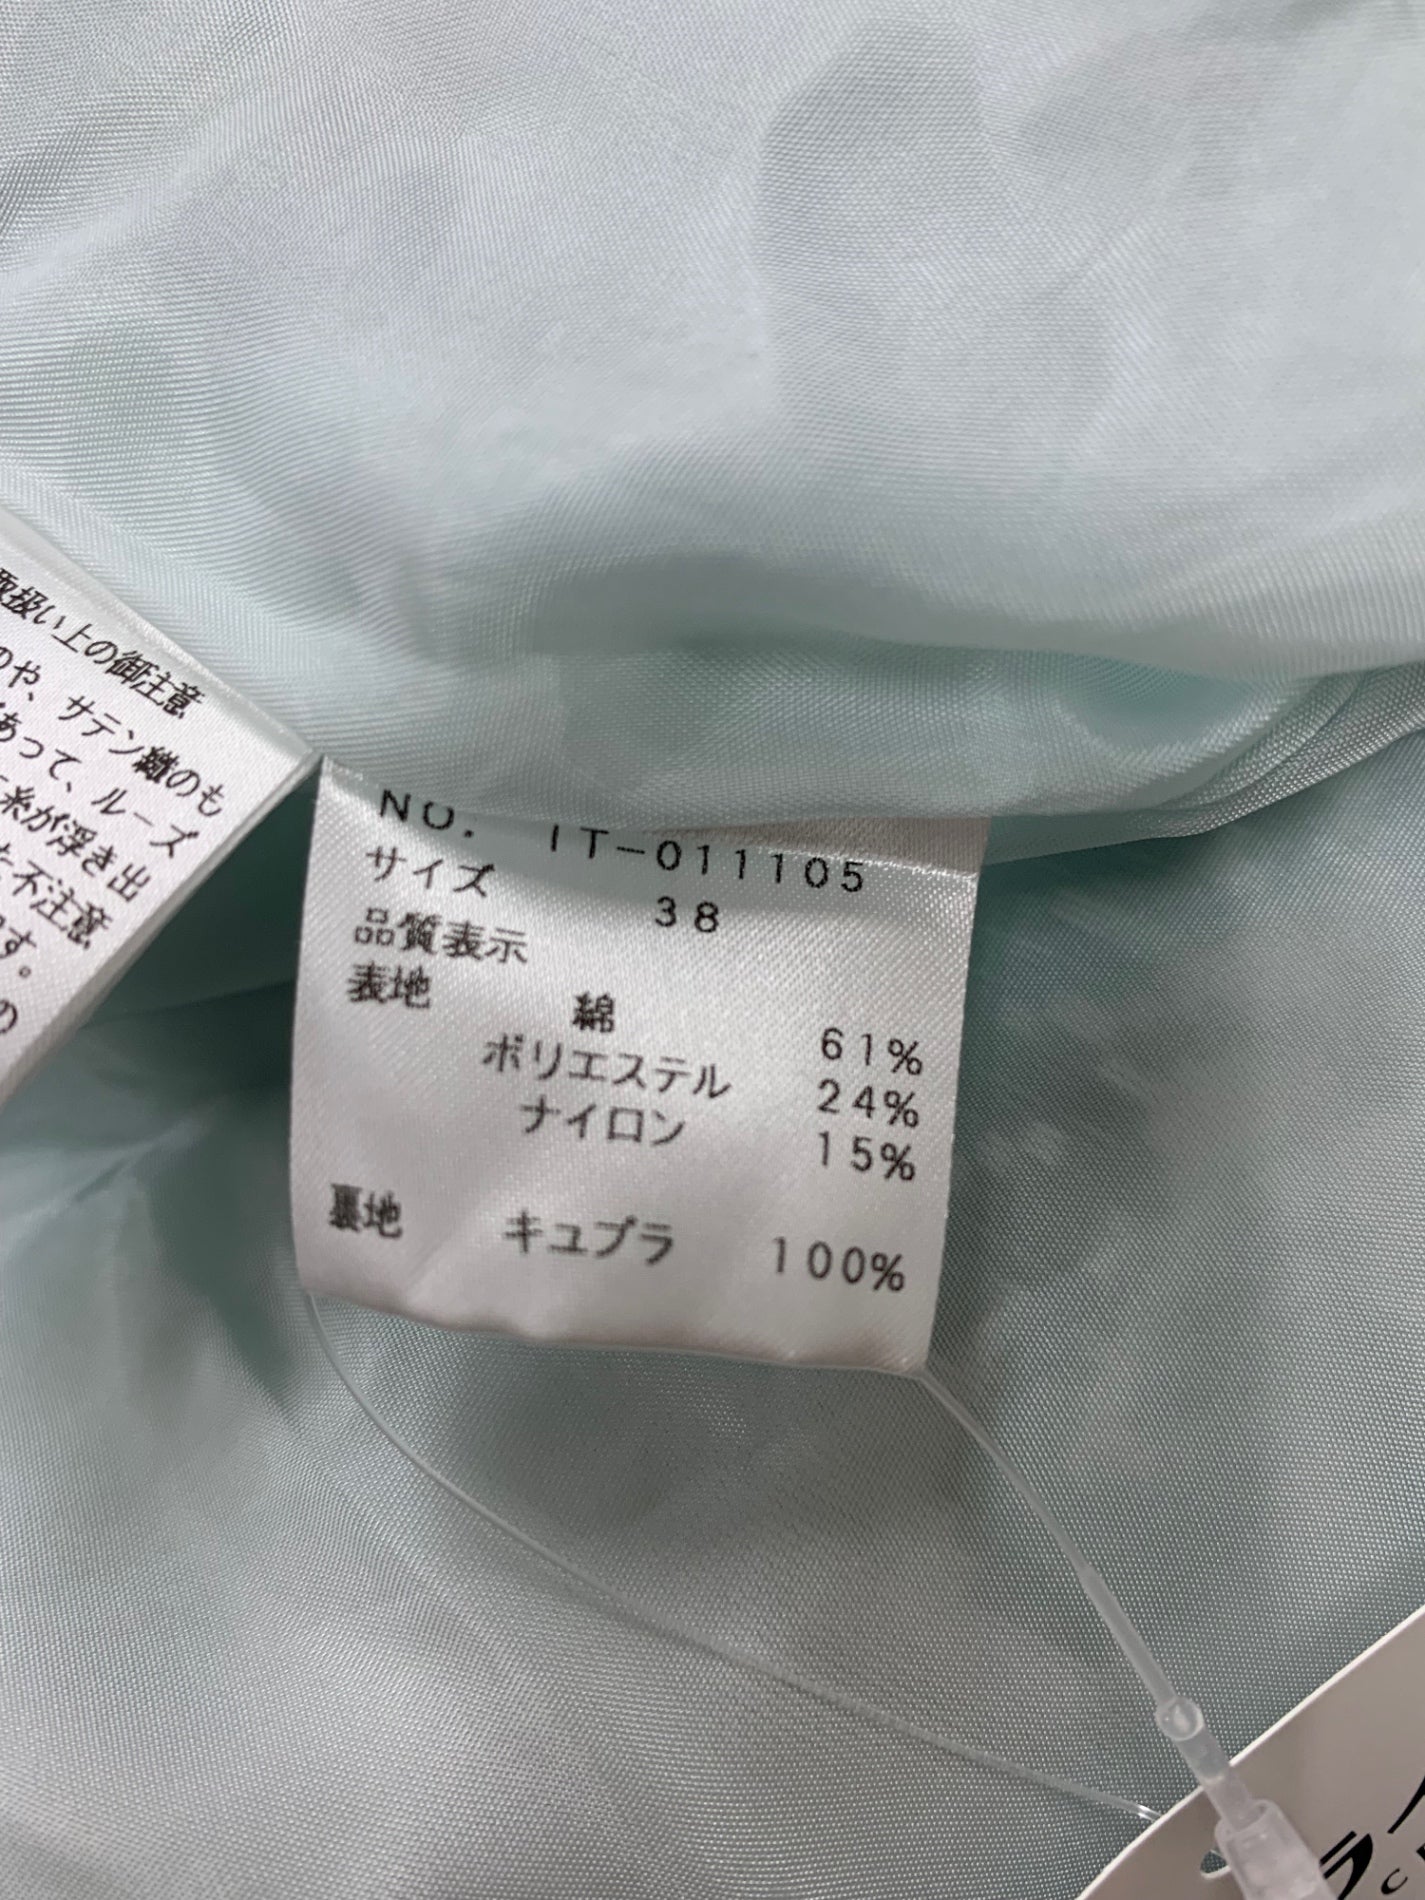 取扱い上の御注意
のや、サテン織のも
あって、ルーズ
糸が浮き出
不注意
す。
の
NO. IT-011105
サイズ 38
品質表示
表地 綿 61%
ポリエステル 24%
ナイロン 15%
裏地 キュプラ 100%